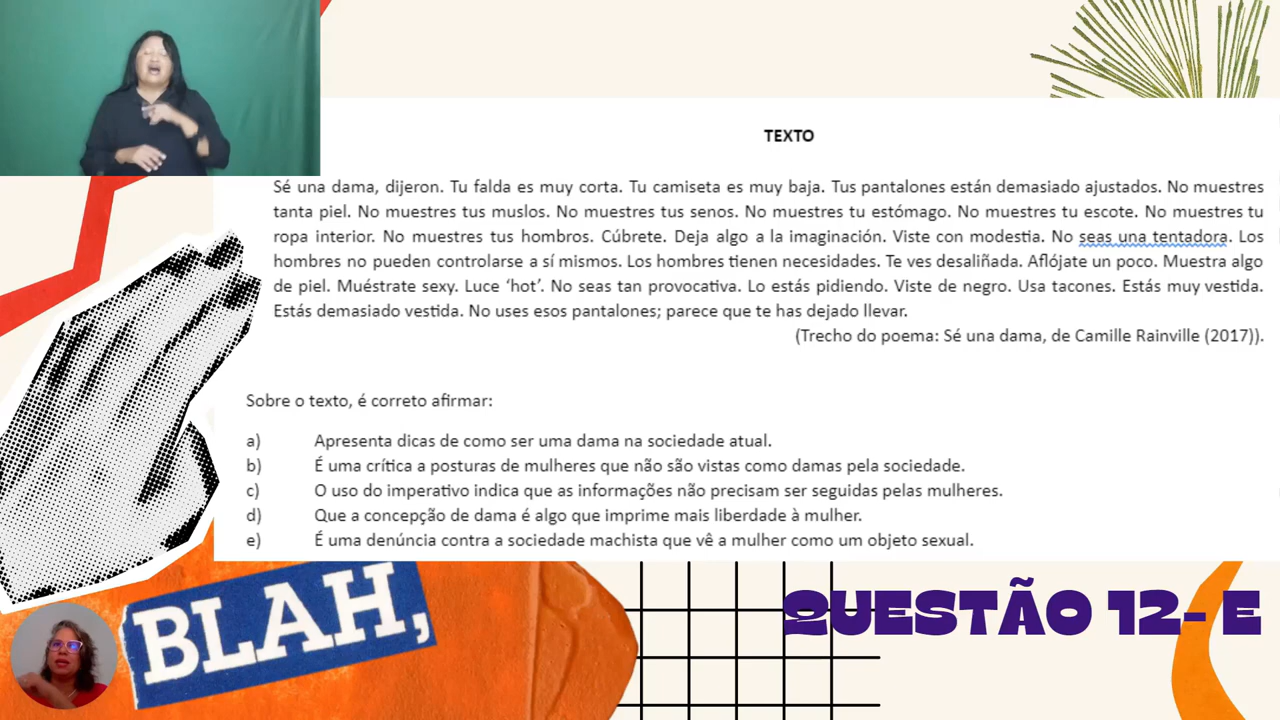 TEXTO
Sé una dama, dijeron. Tu falda es muy corta. Tu camiseta es muy baja. Tus pantalones están demasiado ajustados. No muestres
tanta piel. No muestres tus muslos. No muestres tus senos. No muestres tu estómago. No muestres tu escote. No muestres tu
ropa interior. No muestres tus hombros. Cúbrete. Deja algo a la imaginación. Viste con modestia. No seas una tentadora. Los
hombres no pueden controlarse a sí mismos. Los hombres tienen necesidades. Te ves desaliñada. Aflójate un poco. Muestra algo
de piel. Muéstrate sexy. Luce ‘hot’. No seas tan provocativa. Lo estás pidiendo. Viste de negro. Usa tacones. Estás muy vestida.
Estás demasiado vestida. No uses esos pantalones; parece que te has dejado llevar.
(Trecho do poema: Sé una dama, de Camille Rainville (2017)).
Sobre o texto, é correto afirmar:
a) Apresenta dicas de como ser uma dama na sociedade atual.
b) É uma crítica a posturas de mulheres que não são vistas como damas pela sociedade.
c) O uso do imperativo indica que as informações não precisam ser seguidas pelas mulheres.
d) Que a concepção de dama é algo que imprime mais liberdade à mulher.
e) É uma denúncia contra a sociedade machista que vê a mulher como um objeto sexual.
BLAH,
QUESTÃO 12- E